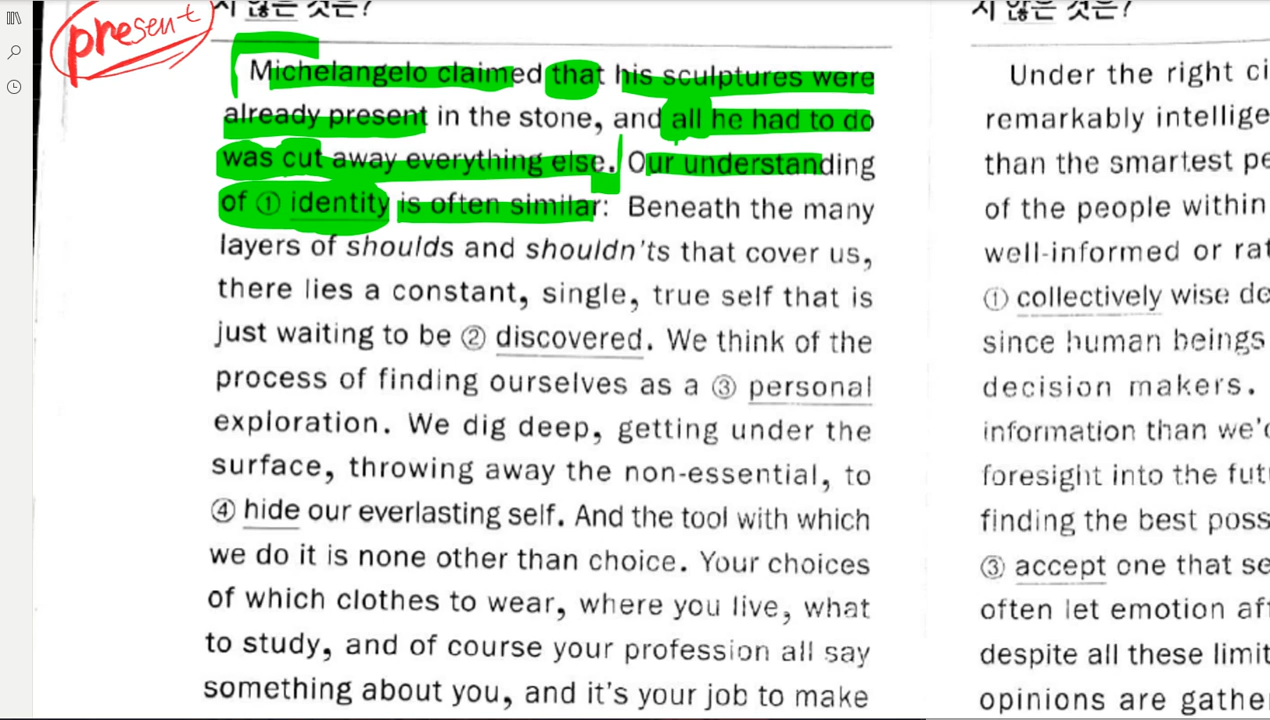 present
지 않은 것은?
Michelangelo claimed that his sculptures were
already present in the stone, and all he had to do
was cut away everything else. Our understanding
of ① identity is often similar: Beneath the many
layers of shoulds and shouldn'ts that cover us,
there lies a constant, single, true self that is
just waiting to be ② discovered. We think of the
process of finding ourselves as a ③ personal
exploration. We dig deep, getting under the
surface, throwing away the non-essential, to
④ hide our everlasting self. And the tool with which
we do it is none other than choice. Your choices
of which clothes to wear, where you live, what
to study, and of course your profession all say
something about you, and it's your job to make
지 않은 것은?
Under the right ci
remarkably intellige
than the smartest pe
of the people within
well-informed or rat
① collectively wise de
since human beings
decision makers.
information than we'd
foresight into the futu
finding the best poss
③ accept one that se
often let emotion aff
despite all these limit
opinions are gather